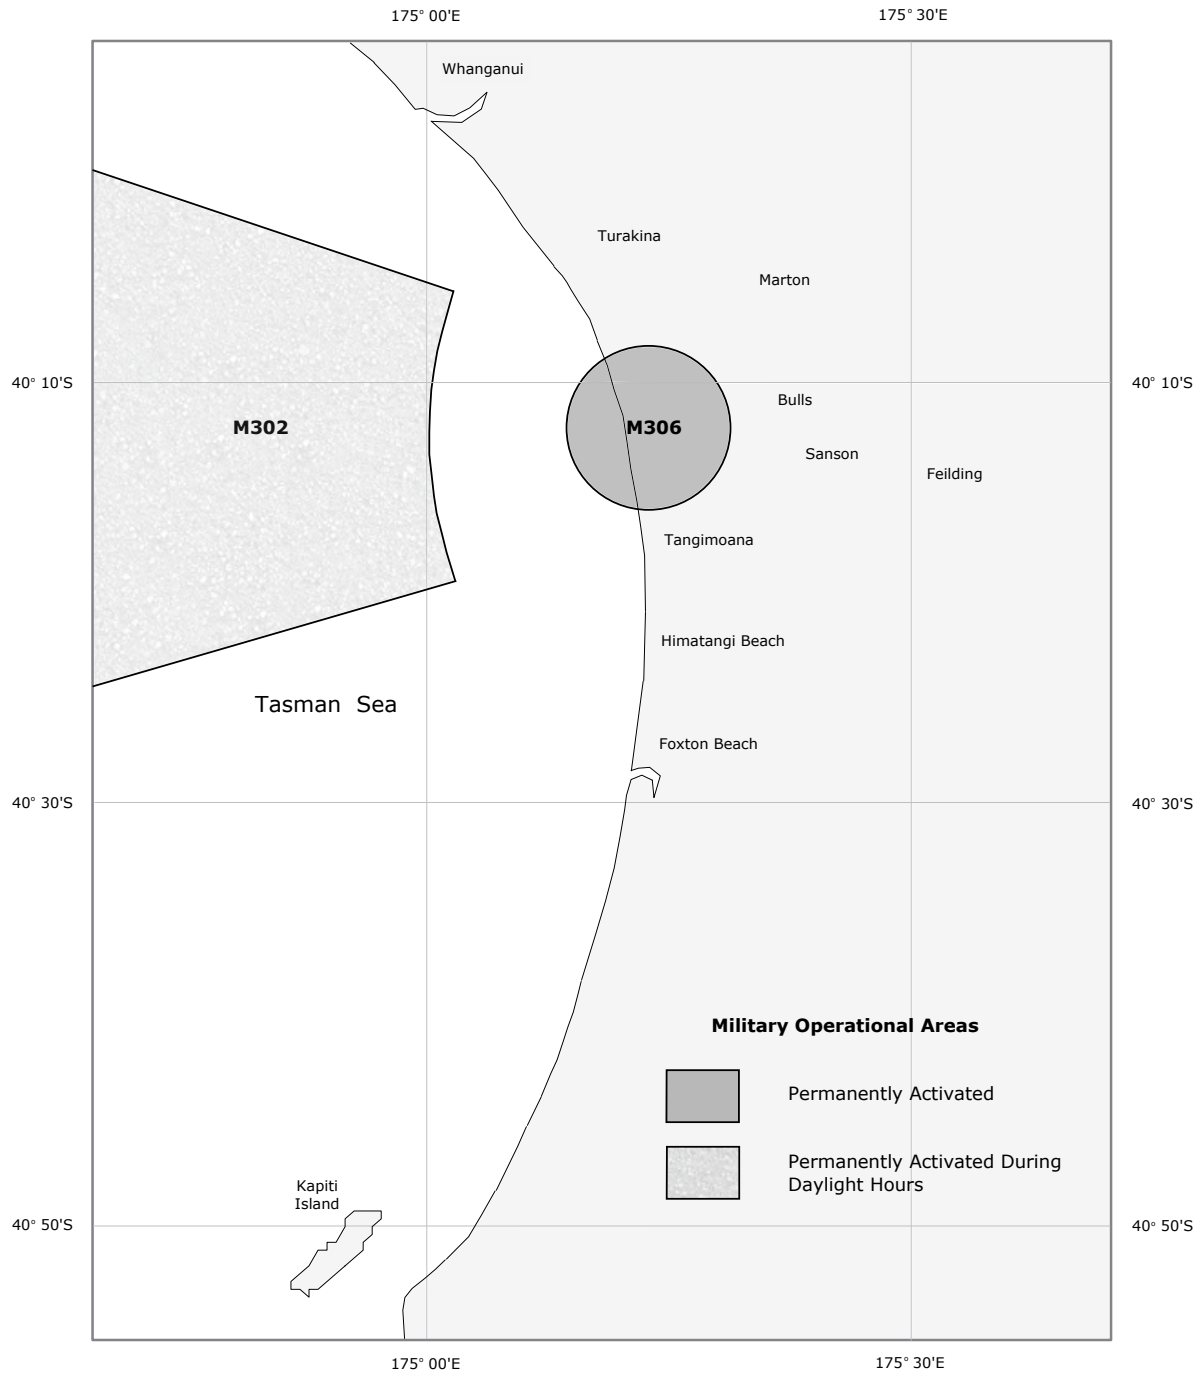 175° 00'E
175° 30'E
Whanganui
Turakina
Marton
40° 10'S
40° 10'S
Bulls
M302
M306
Sanson
Feilding
Tangimoana
Himatangi Beach
Tasman Sea
Foxton Beach
40° 30'S
40° 30'S
Military Operational Areas
Permanently Activated
Permanently Activated During
Daylight Hours
Kapiti
Island
40° 50'S
40° 50'S
175° 00'E
175° 30'E